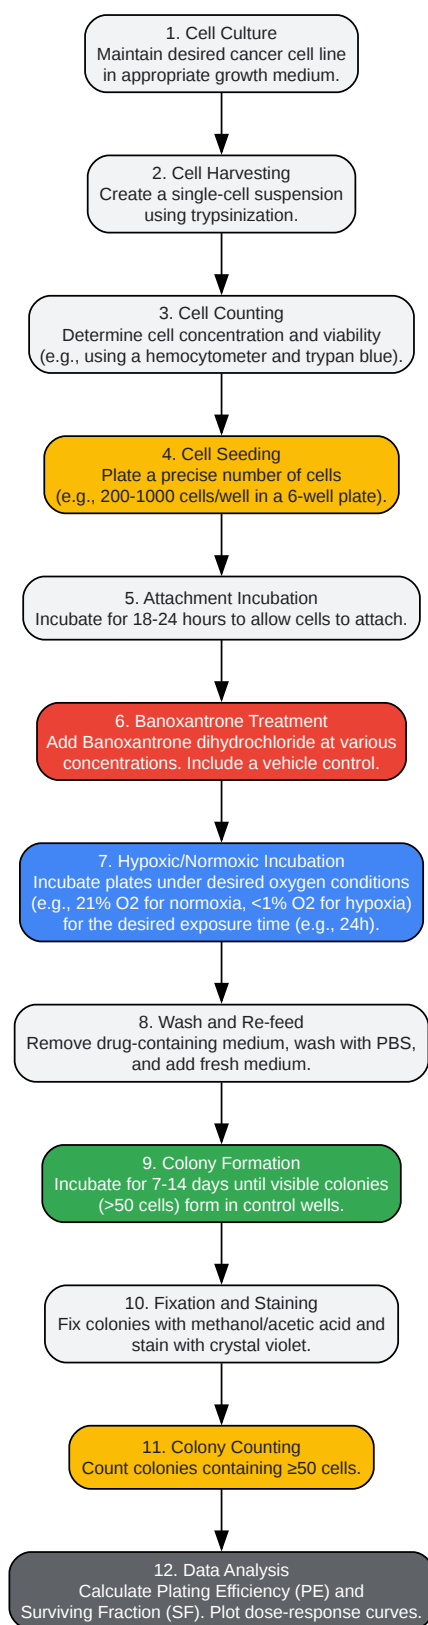 1. Cell Culture
Maintain desired cancer cell line
in appropriate growth medium.
2. Cell Harvesting
Create a single-cell suspension
using trypsinization.
3. Cell Counting
Determine cell concentration and viability
(e.g., using a hemocytometer and trypan blue).
4. Cell Seeding
Plate a precise number of cells
(e.g., 200-1000 cells/well in a 6-well plate).
5. Attachment Incubation
Incubate for 18-24 hours to allow cells to attach.
6. Banoxantrone Treatment
Add Banoxantrone dihydrochloride at various
concentrations. Include a vehicle control.
7. Hypoxic/Normoxic Incubation
Incubate plates under desired oxygen conditions
(e.g., 21% O2 for normoxia, <1% O2 for hypoxia)
for the desired exposure time (e.g., 24h).
8. Wash and Re-feed
Remove drug-containing medium, wash with PBS,
and add fresh medium.
9. Colony Formation
Incubate for 7-14 days until visible colonies
(>50 cells) form in control wells.
10. Fixation and Staining
Fix colonies with methanol/acetic acid and
stain with crystal violet.
11. Colony Counting
Count colonies containing ≥50 cells.
12. Data Analysis
Calculate Plating Efficiency (PE) and
Surviving Fraction (SF). Plot dose-response curves.